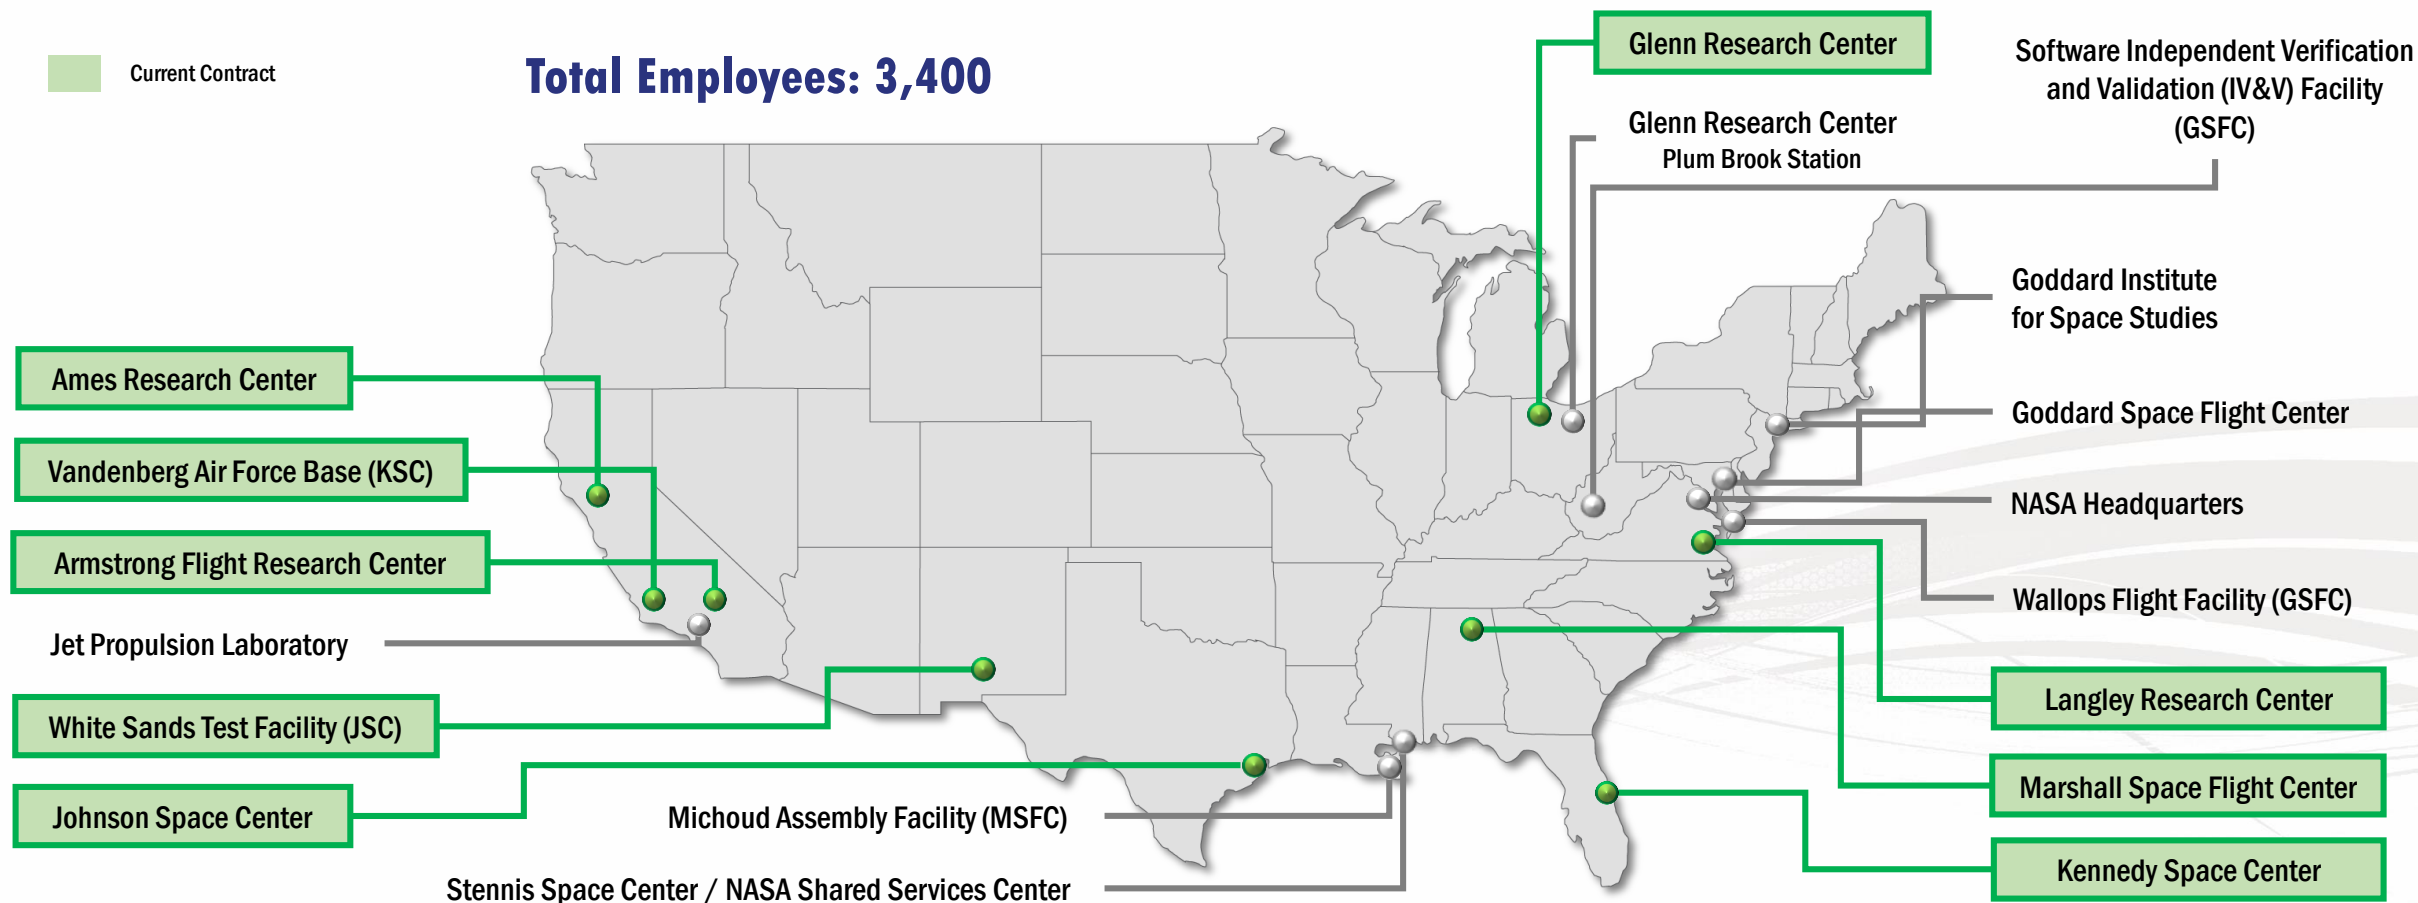 Current Contract
Total Employees: 3,400
Glenn Research Center
Software Independent Verification
and Validation (IV&V) Facility
(GSFC)
Glenn Research Center
Plum Brook Station
Goddard Institute
for Space Studies
Ames Research Center
Goddard Space Flight Center
Vandenberg Air Force Base (KSC)
NASA Headquarters
Armstrong Flight Research Center
Wallops Flight Facility (GSFC)
Jet Propulsion Laboratory
Langley Research Center
White Sands Test Facility (JSC)
Marshall Space Flight Center
Johnson Space Center
Michoud Assembly Facility (MSFC)
Kennedy Space Center
Stennis Space Center / NASA Shared Services Center